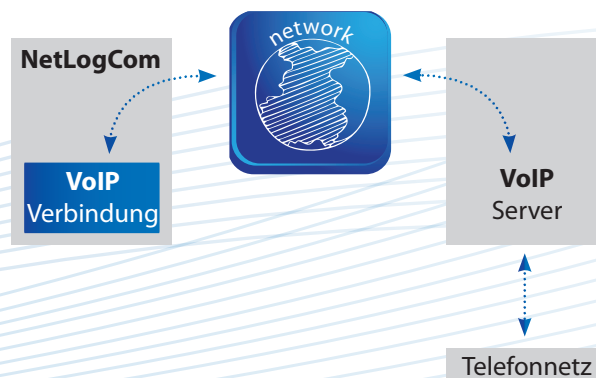 network
NetLogCom
VoIP
Verbindung
VoIP
Server
Telefonnetz